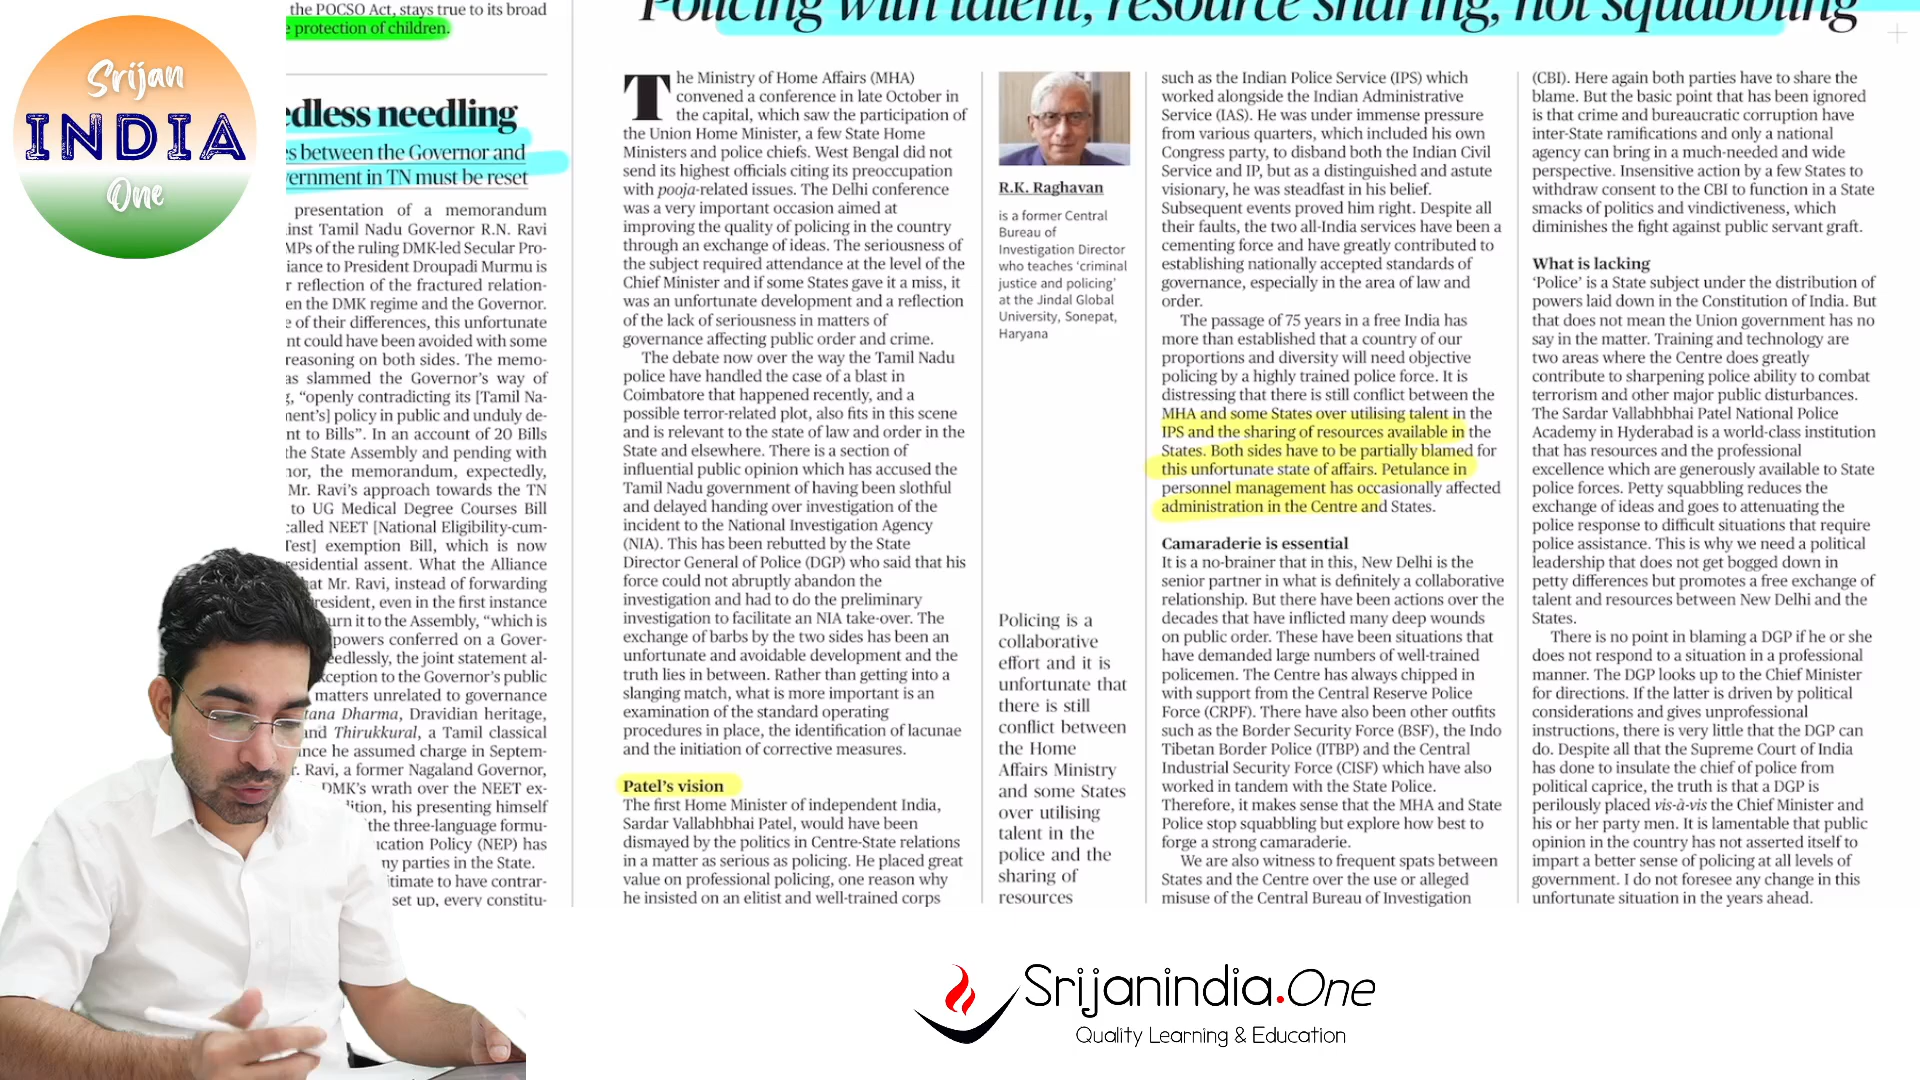 Srijan
INDIA
One
the POCSO Act, stays true to its broad
e protection of children.
edless needling
es between the Governor and
vernment in TN must be reset
presentation of a memorandum
inst Tamil Nadu Governor R.N. Ravi
MPs of the ruling DMK-led Secular Pro-
iance to President Droupadi Murmu is
r reflection of the fractured relation-
en the DMK regime and the Governor.
e of their differences, this unfortunate
nt could have been avoided with some
reasoning on both sides. The memo-
as slammed the Governor's way of
g, “openly contradicting its [Tamil Na-
nent's] policy in public and unduly de-
nt to Bills”. In an account of 20 Bills
the State Assembly and pending with
nor, the memorandum, expectedly,
Mr. Ravi's approach towards the TN
to UG Medical Degree Courses Bill
called NEET [National Eligibility-cum-
Test] exemption Bill, which is now
residential assent. What the Alliance
hat Mr. Ravi, instead of forwarding
resident, even in the first instance
urn it to the Assembly, “which is
powers conferred on a Gover-
eedlessly, the joint statement al-
xception to the Governor's public
matters unrelated to governance
tana Dharma, Dravidian heritage,
and Thirukkural, a Tamil classical
nce he assumed charge in Septem-
r. Ravi, a former Nagaland Governor,
DMK's wrath over the NEET ex-
dition, his presenting himself
the three-language formu-
ucation Policy (NEP) has
ny parties in the State.
itimate to have contrar-
set up, every constitu-
Policing with talent, resource sharing, not squabbling
The Ministry of Home Affairs (MHA)
convened a conference in late October in
the capital, which saw the participation of
the Union Home Minister, a few State Home
Ministers and police chiefs. West Bengal did not
send its highest officials citing its preoccupation
with pooja-related issues. The Delhi conference
was a very important occasion aimed at
improving the quality of policing in the country
through an exchange of ideas. The seriousness of
the subject required attendance at the level of the
Chief Minister and if some States gave it a miss, it
was an unfortunate development and a reflection
of the lack of seriousness in matters of
governance affecting public order and crime.
The debate now over the way the Tamil Nadu
police have handled the case of a blast in
Coimbatore that happened recently, and a
possible terror-related plot, also fits in this scene
and is relevant to the state of law and order in the
State and elsewhere. There is a section of
influential public opinion which has accused the
Tamil Nadu government of having been slothful
and delayed handing over investigation of the
incident to the National Investigation Agency
(NIA). This has been rebutted by the State
Director General of Police (DGP) who said that his
force could not abruptly abandon the
investigation and had to do the preliminary
investigation to facilitate an NIA take-over. The
exchange of barbs by the two sides has been an
unfortunate and avoidable development and the
truth lies in between. Rather than getting into a
slanging match, what is more important is an
examination of the standard operating
procedures in place, the identification of lacunae
and the initiation of corrective measures.
Patel's vision
The first Home Minister of independent India,
Sardar Vallabhbhai Patel, would have been
dismayed by the politics in Centre-State relations
in a matter as serious as policing. He placed great
value on professional policing, one reason why
he insisted on an elitist and well-trained corps
R.K. Raghavan
is a former Central
Bureau of
Investigation Director
who teaches ‘criminal
justice and policing’
at the Jindal Global
University, Sonepat,
Haryana
Policing is a
collaborative
effort and it is
unfortunate that
there is still
conflict between
the Home
Affairs Ministry
and some States
over utilising
talent in the
police and the
sharing of
resources
such as the Indian Police Service (IPS) which
worked alongside the Indian Administrative
Service (IAS). He was under immense pressure
from various quarters, which included his own
Congress party, to disband both the Indian Civil
Service and IP, but as a distinguished and astute
visionary, he was steadfast in his belief.
Subsequent events proved him right. Despite all
their faults, the two all-India services have been a
cementing force and have greatly contributed to
establishing nationally accepted standards of
governance, especially in the area of law and
order.
The passage of 75 years in a free India has
more than established that a country of our
proportions and diversity will need objective
policing by a highly trained police force. It is
distressing that there is still conflict between the
MHA and some States over utilising talent in the
IPS and the sharing of resources available in the
States. Both sides have to be partially blamed for
this unfortunate state of affairs. Petulance in
personnel management has occasionally affected
administration in the Centre and States.
Camaraderie is essential
It is a no-brainer that in this, New Delhi is the
senior partner in what is definitely a collaborative
relationship. But there have been actions over the
decades that have inflicted many deep wounds
on public order. These have been situations that
have demanded large numbers of well-trained
policemen. The Centre has always chipped in
with support from the Central Reserve Police
Force (CRPF). There have also been other outfits
such as the Border Security Force (BSF), the Indo
Tibetan Border Police (ITBP) and the Central
Industrial Security Force (CISF) which have also
worked in tandem with the State Police.
Therefore, it makes sense that the MHA and State
Police stop squabbling but explore how best to
forge a strong camaraderie.
We are also witness to frequent spats between
States and the Centre over the use or alleged
misuse of the Central Bureau of Investigation
(CBI). Here again both parties have to share the
blame. But the basic point that has been ignored
is that crime and bureaucratic corruption have
inter-State ramifications and only a national
agency can bring in a much-needed and wide
perspective. Insensitive action by a few States to
withdraw consent to the CBI to function in a State
smacks of politics and vindictiveness, which
diminishes the fight against public servant graft.
What is lacking
‘Police’ is a State subject under the distribution of
powers laid down in the Constitution of India. But
that does not mean the Union government has no
say in the matter. Training and technology are
two areas where the Centre does greatly
contribute to sharpening police ability to combat
terrorism and other major public disturbances.
The Sardar Vallabhbhai Patel National Police
Academy in Hyderabad is a world-class institution
that has resources and the professional
excellence which are generously available to State
police forces. Petty squabbling reduces the
exchange of ideas and goes to attenuating the
police response to difficult situations that require
police assistance. This is why we need a political
leadership that does not get bogged down in
petty differences but promotes a free exchange of
talent and resources between New Delhi and the
States.
There is no point in blaming a DGP if he or she
does not respond to a situation in a professional
manner. The DGP looks up to the Chief Minister
for directions. If the latter is driven by political
considerations and gives unprofessional
instructions, there is very little that the DGP can
do. Despite all that the Supreme Court of India
has done to insulate the chief of police from
political caprice, the truth is that a DGP is
perilously placed vis-à-vis the Chief Minister and
his or her party men. It is lamentable that public
opinion in the country has not asserted itself to
impart a better sense of policing at all levels of
government. I do not foresee any change in this
unfortunate situation in the years ahead.
Srijanindia.One
Quality Learning & Education